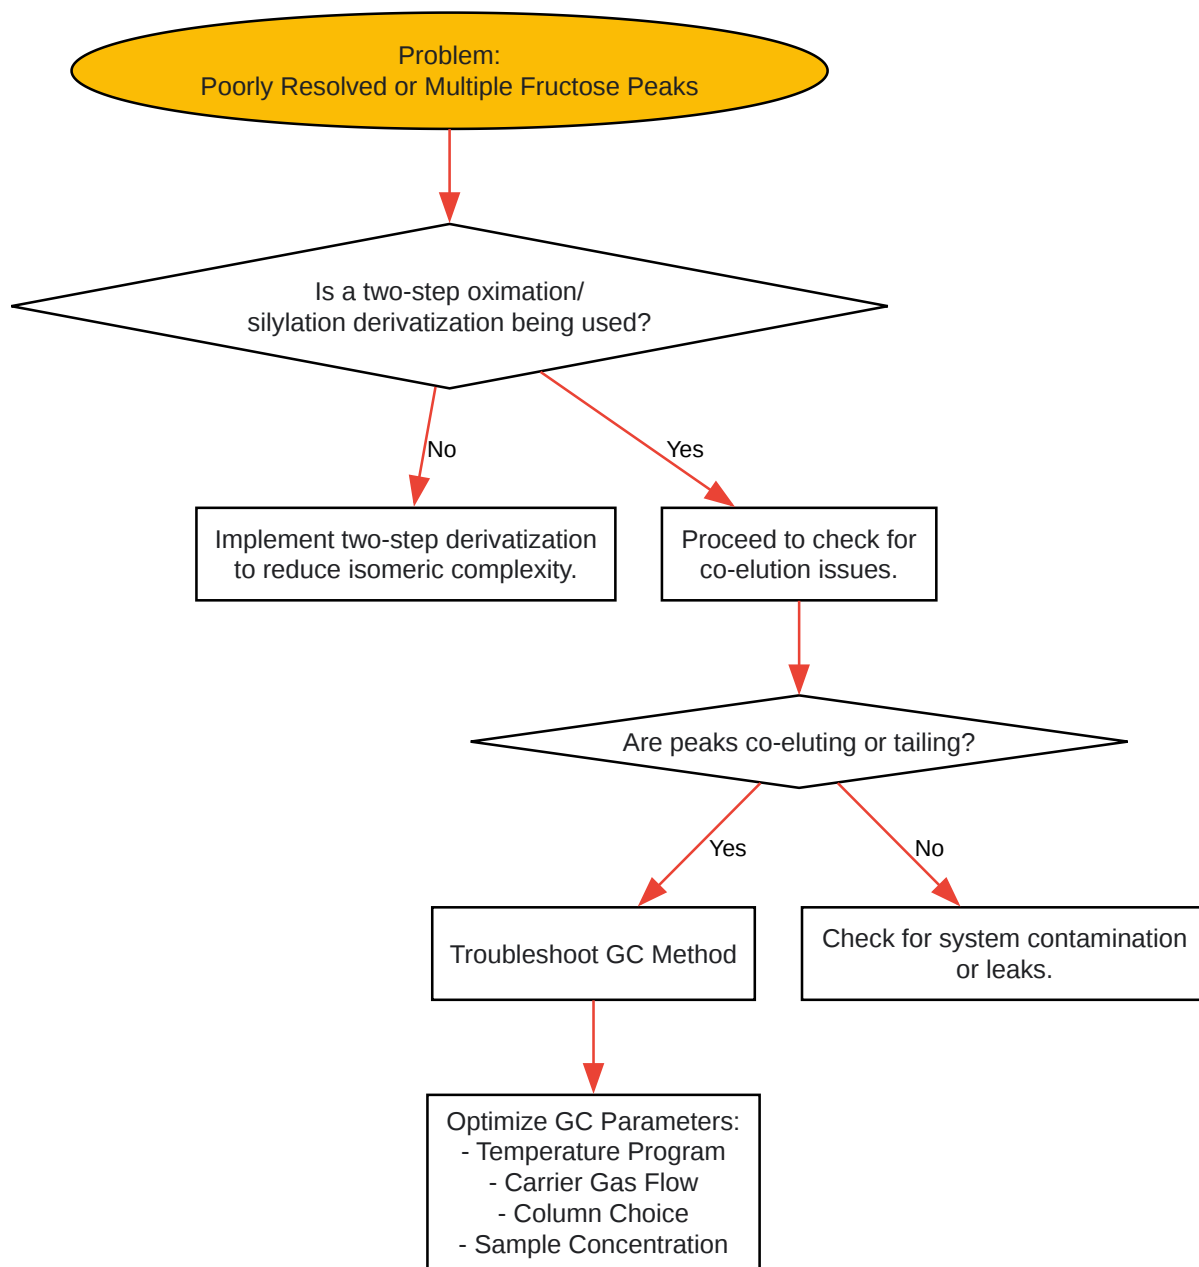 Problem:
Poorly Resolved or Multiple Fructose Peaks
Is a two-step oximation/
silylation derivatization being used?
No
Yes
Implement two-step derivatization
to reduce isomeric complexity.
Proceed to check for
co-elution issues.
Are peaks co-eluting or tailing?
Yes
No
Troubleshoot GC Method
Check for system contamination
or leaks.
Optimize GC Parameters:
- Temperature Program
- Carrier Gas Flow
- Column Choice
- Sample Concentration